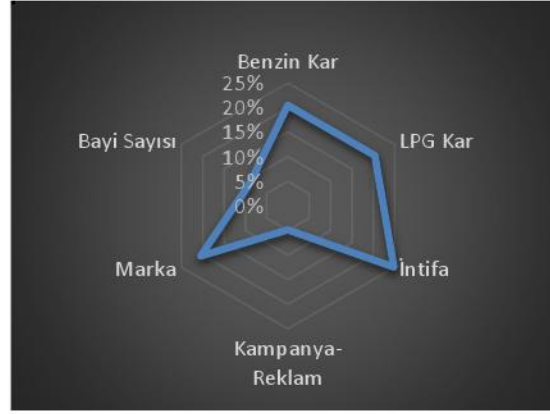 Benzin Kar
25%
20%
15%
10%
5%
0%
Bayi Sayısı
LPG Kar
Marka
İntifa
Kampanya-
Reklam